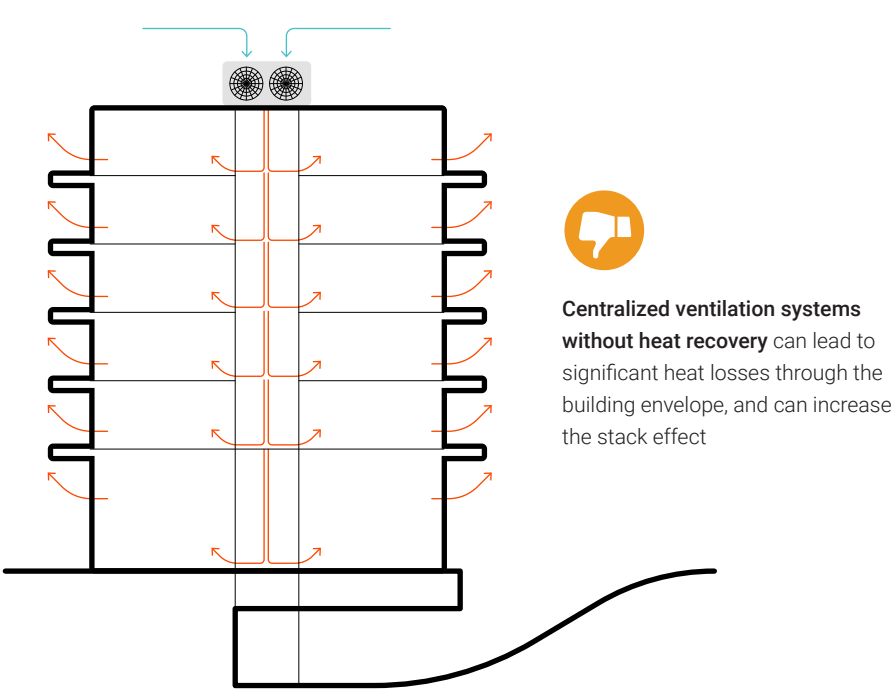 Centralized ventilation systems
without heat recovery can lead to
significant heat losses through the
building envelope, and can increase
the stack effect